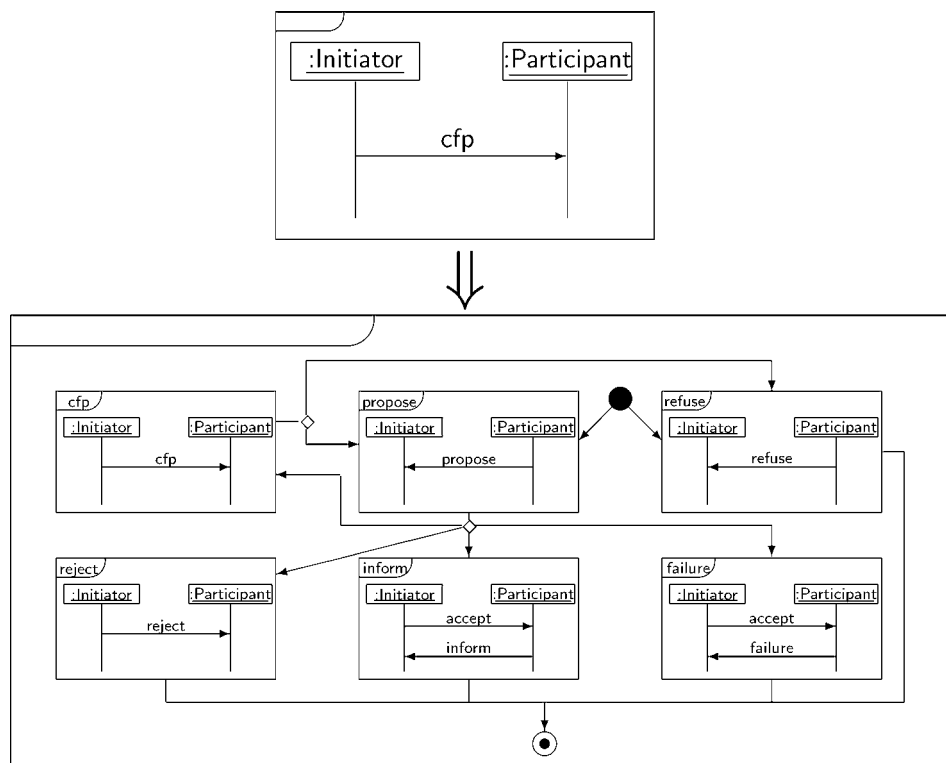 :Initiator :Participant
cfp
cfp propose refuse
:Initiator :Participant :Initiator :Participant :Initiator :Participant
cfp propose refuse
reject inform failure
:Initiator :Participant :Initiator :Participant :Initiator :Participant
reject accept accept
inform failure